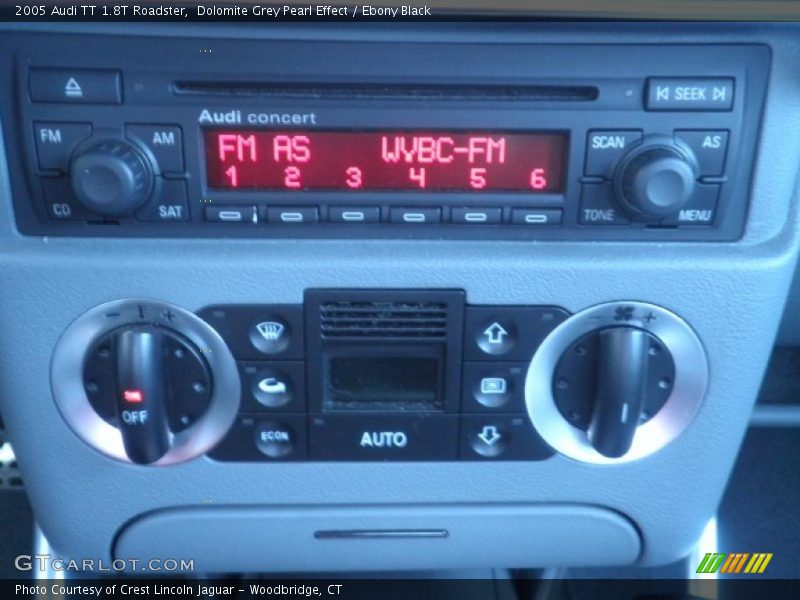 2005 Audi TT 1.8T Roadster, Dolomite Grey Pearl Effect / Ebony Black
Audi concert
SEEK
FM AM
FM AS WYBC-FM
SCAN AS
1 2 3 4 5 6
CD SAT
TONE MENU
- +
+
OFF
ECON
AUTO
GTCARLOT.COM
Photo Courtesy of Crest Lincoln Jaguar - Woodbridge, CT